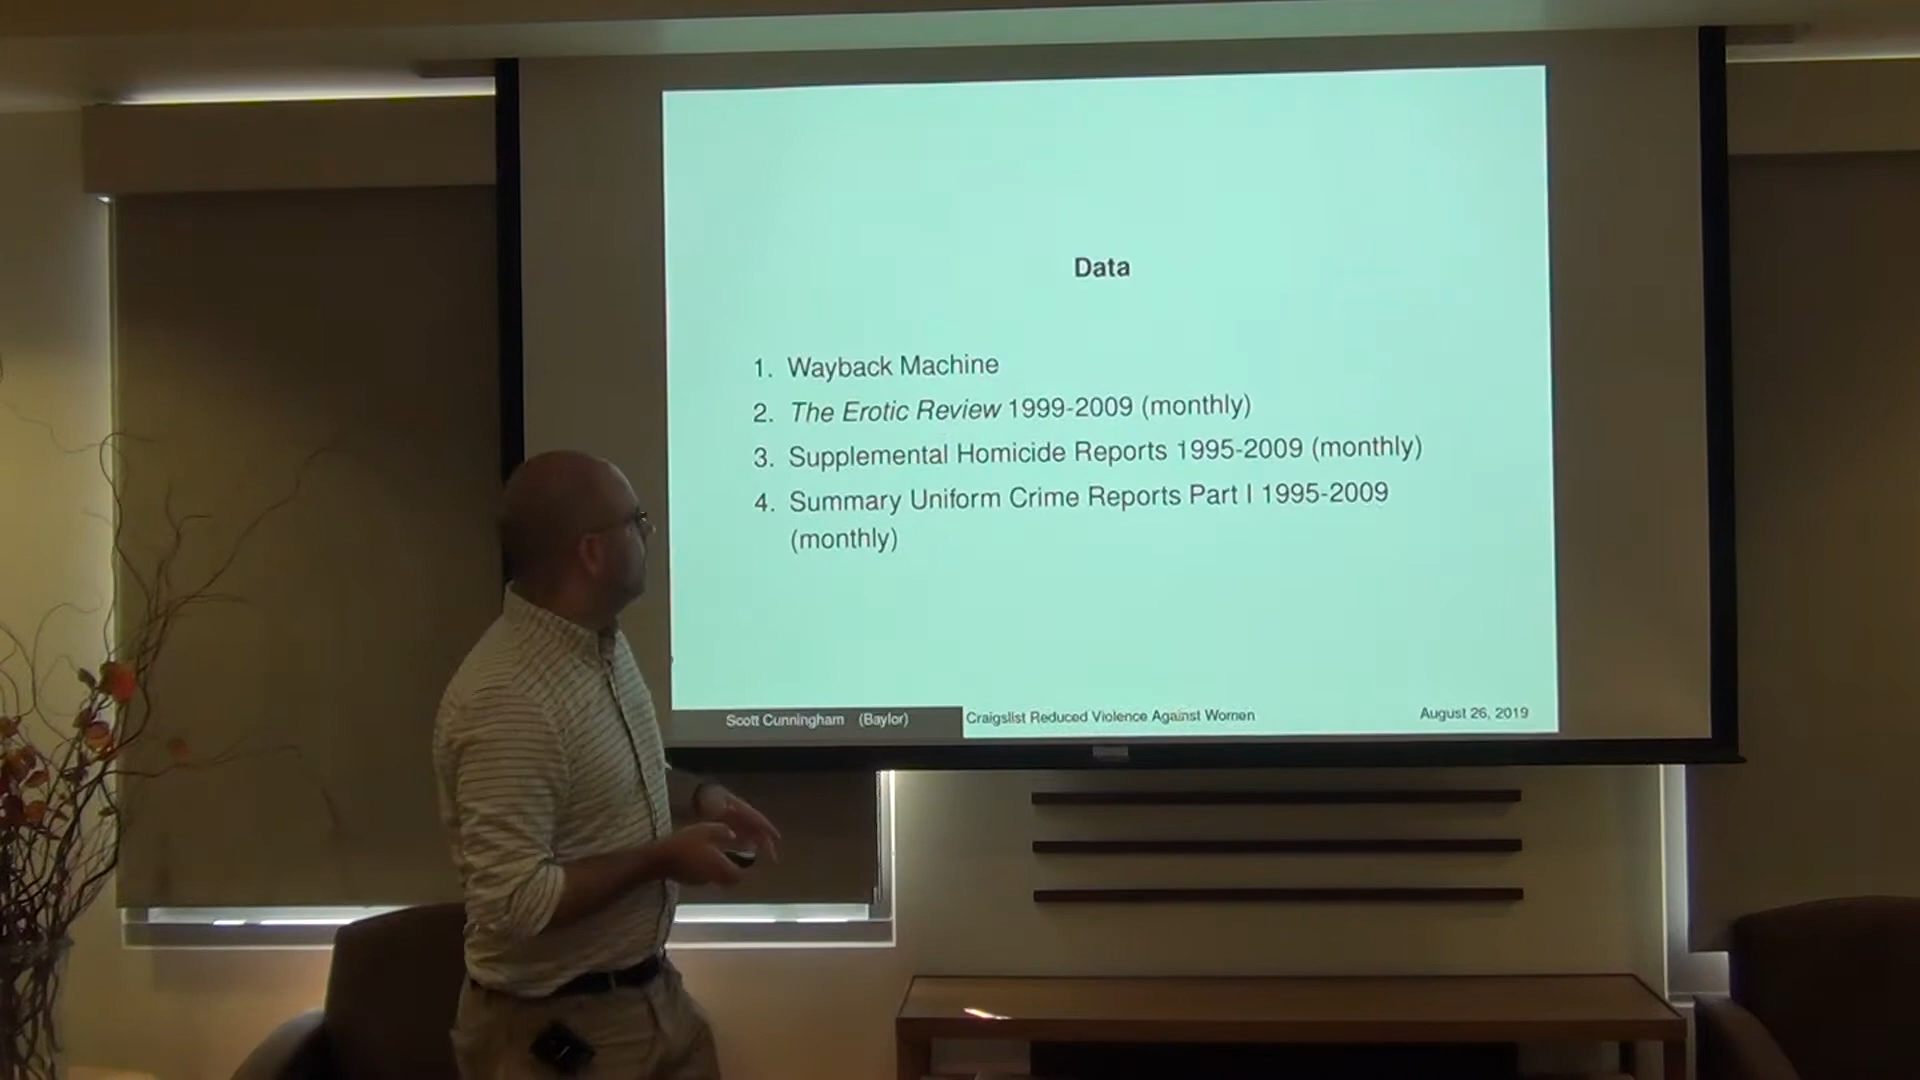 Data
1. Wayback Machine
2. The Erotic Review 1999-2009 (monthly)
3. Supplemental Homicide Reports 1995-2009 (monthly)
4. Summary Uniform Crime Reports Part I 1995-2009
(monthly)
Scott Cunningham (Baylor) Craigslist Reduced Violence Against Women August 26, 2019